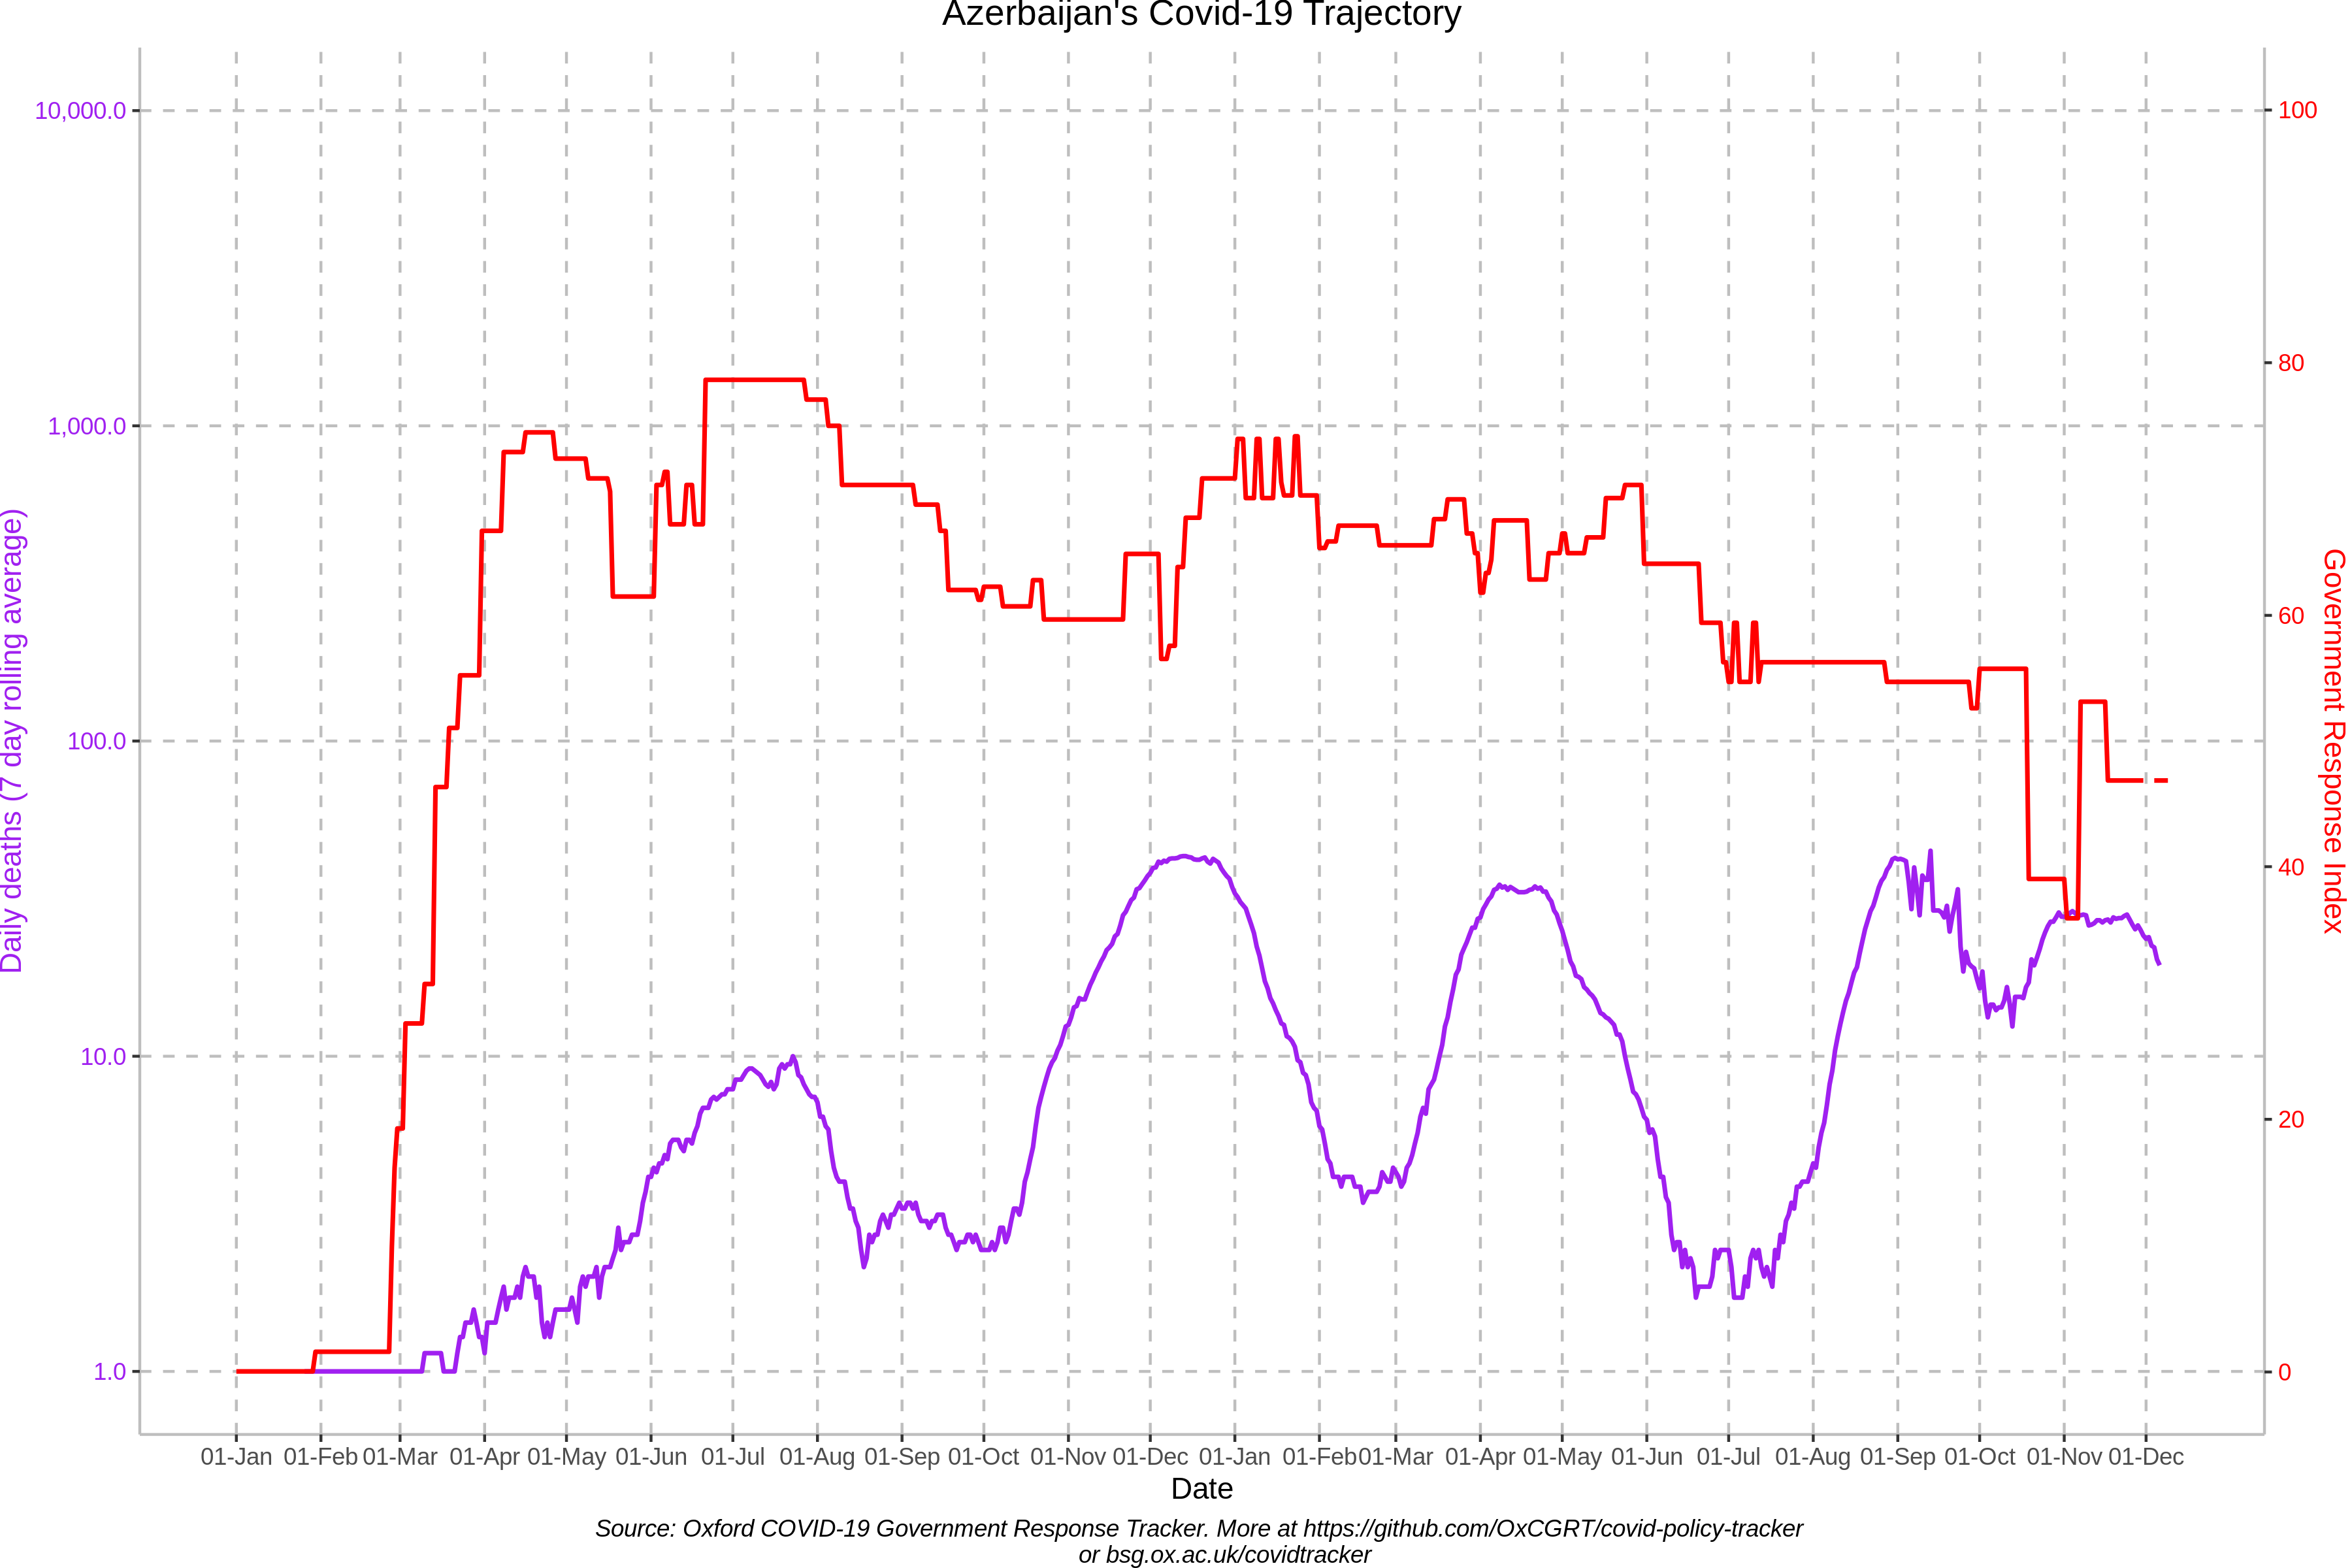 Azerbaijan's Covid-19 Trajectory
10,000.0
1,000.0
100.0
10.0
1.0
Daily deaths (7 day rolling average)
100
80
60
40
20
0
Government Response Index
01-Jan 01-Feb 01-Mar 01-Apr 01-May 01-Jun 01-Jul 01-Aug 01-Sep 01-Oct 01-Nov 01-Dec 01-Jan 01-Feb 01-Mar 01-Apr 01-May 01-Jun 01-Jul 01-Aug 01-Sep 01-Oct 01-Nov 01-Dec
Date
Source: Oxford COVID-19 Government Response Tracker. More at https://github.com/OxCGRT/covid-policy-tracker
or bsg.ox.ac.uk/covidtracker